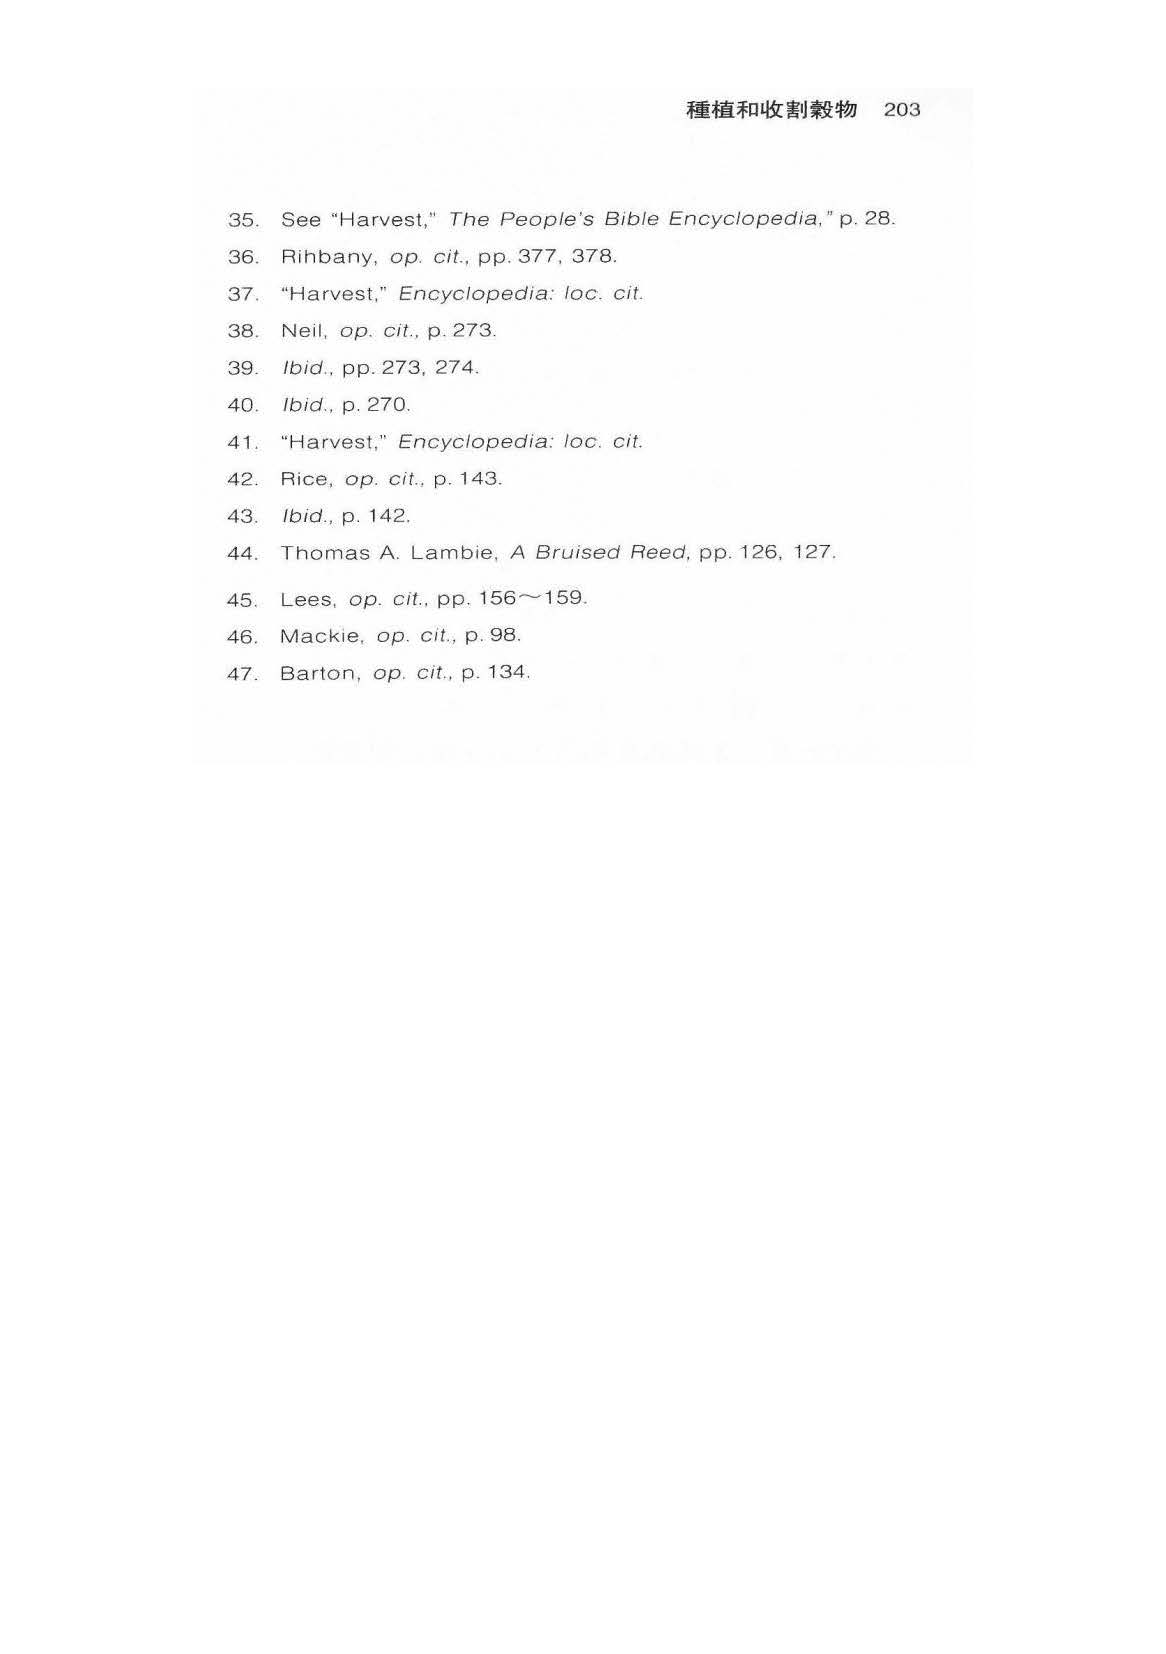 種植和收割穀物 203
35. See “Harvest,” The People’s Bible Encyclopedia,” p. 28.
36. Rihbany, op. cit., pp. 377, 378.
37. “Harvest,” Encyclopedia: loc. cit.
38. Neil, op. cit., p. 273.
39. Ibid., pp. 273, 274.
40. Ibid., p. 270.
41. “Harvest,” Encyclopedia: loc. cit.
42. Rice, op. cit., p. 143.
43. Ibid., p. 142.
44. Thomas A. Lambie, A Bruised Reed, pp. 126, 127.
45. Lees, op. cit., pp. 156～159.
46. Mackie, op. cit., p. 98.
47. Barton, op. cit., p. 134.